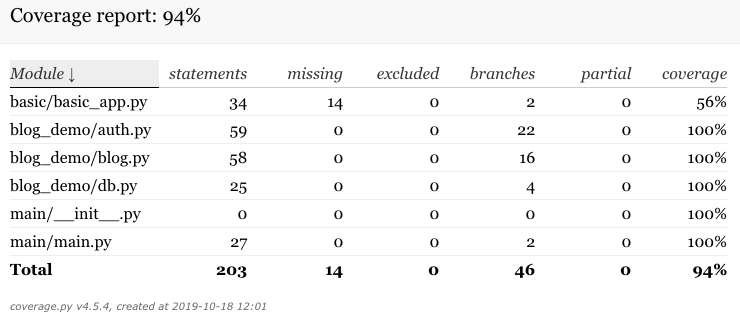 Coverage report: 94%
Module ↓ statements missing excluded branches partial coverage
basic/basic_app.py 34 14 0 2 0 56%
blog_demo/auth.py 59 0 0 22 0 100%
blog_demo/blog.py 58 0 0 16 0 100%
blog_demo/db.py 25 0 0 4 0 100%
main/__init__.py 0 0 0 0 0 100%
main/main.py 27 0 0 2 0 100%
Total 203 14 0 46 0 94%
coverage.py v4.5.4, created at 2019-10-18 12:01